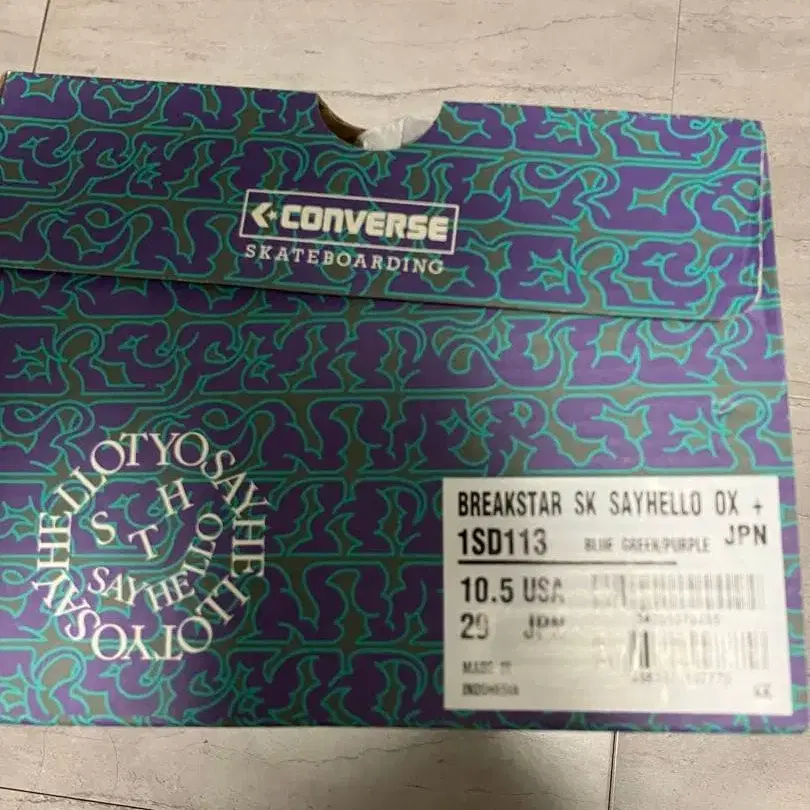 CONVERSE
SKATEBOARDING
SAYHELLOTYOSAYHELLOTYO
S H
T
SAYHELLO
BREAKSTAR SK SAYHELLO OX +
1SD113 BLUE GREEN/PURPLE JPN
10.5 USA
29 JPN
MADE IN
INDONESIA